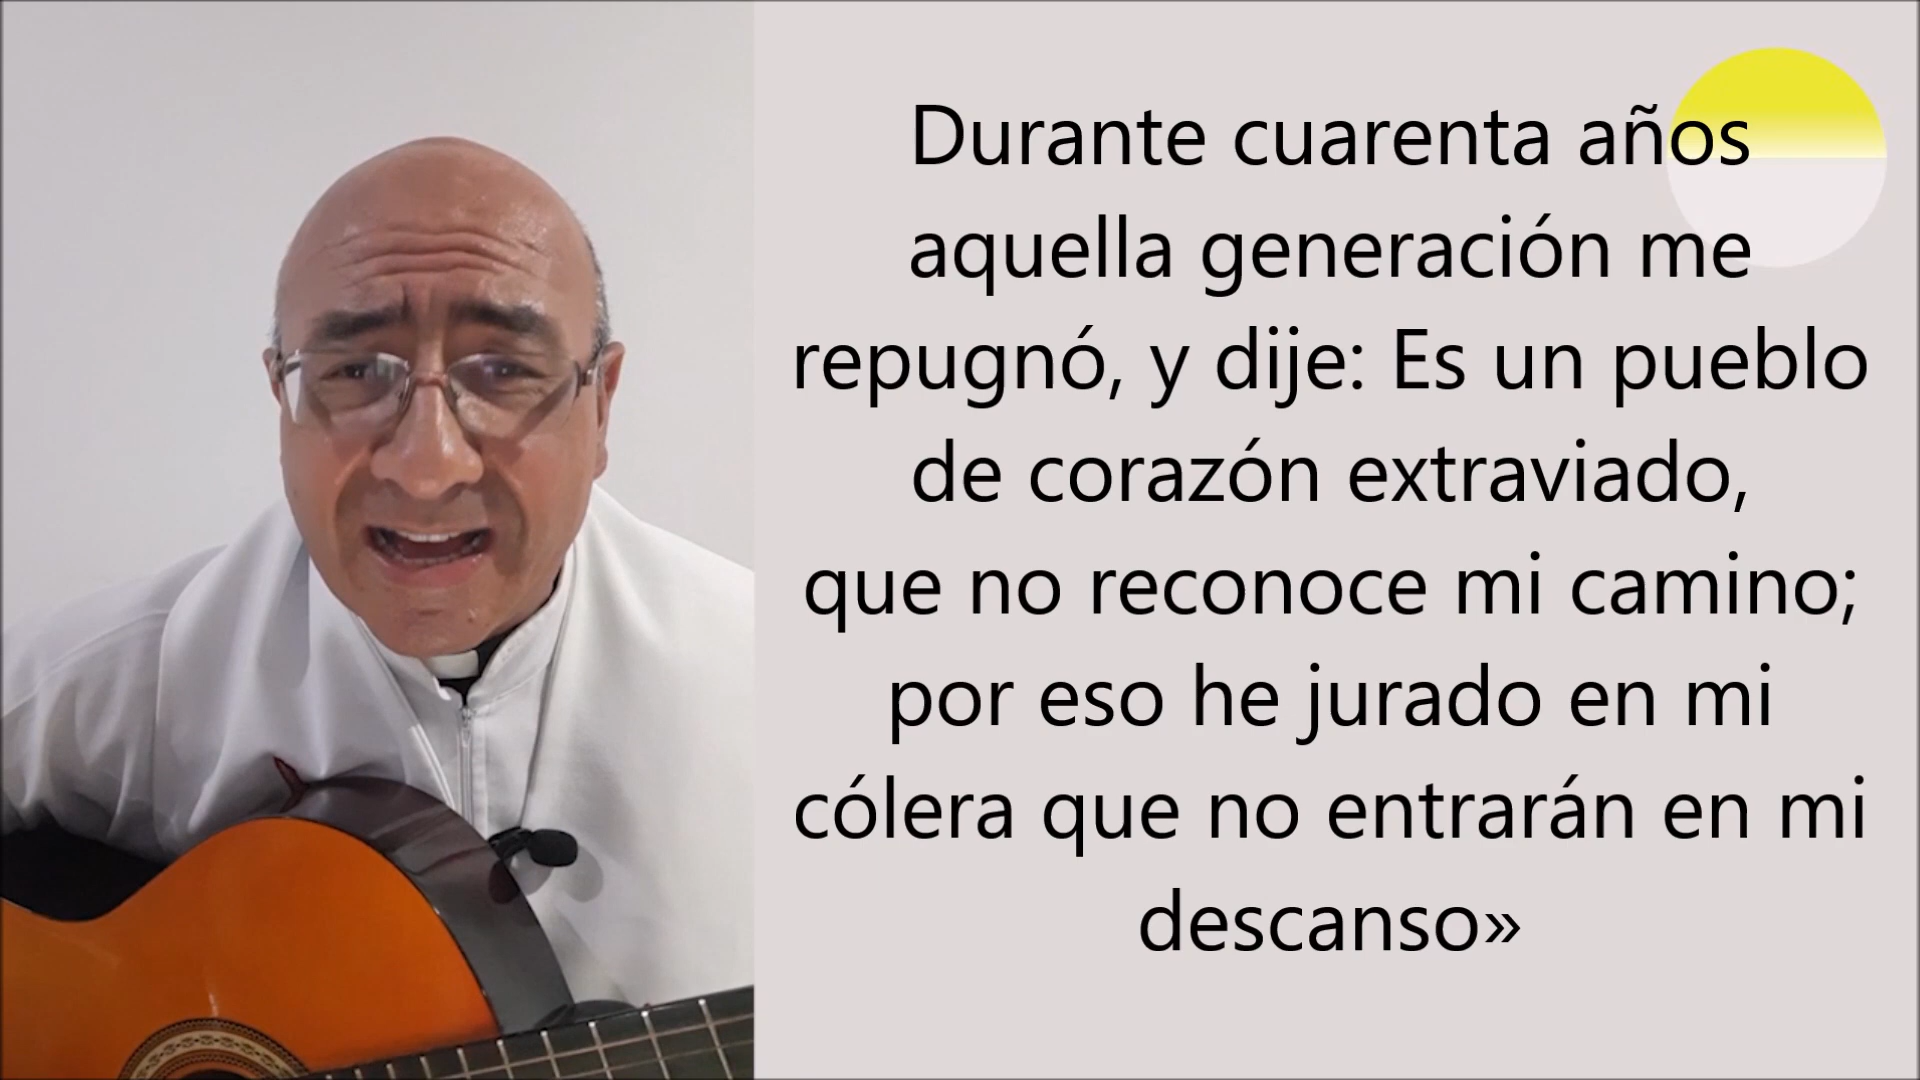 Durante cuarenta años
aquella generación me
repugnó, y dije: Es un pueblo
de corazón extraviado,
que no reconoce mi camino;
por eso he jurado en mi
cólera que no entrarán en mi
descanso»